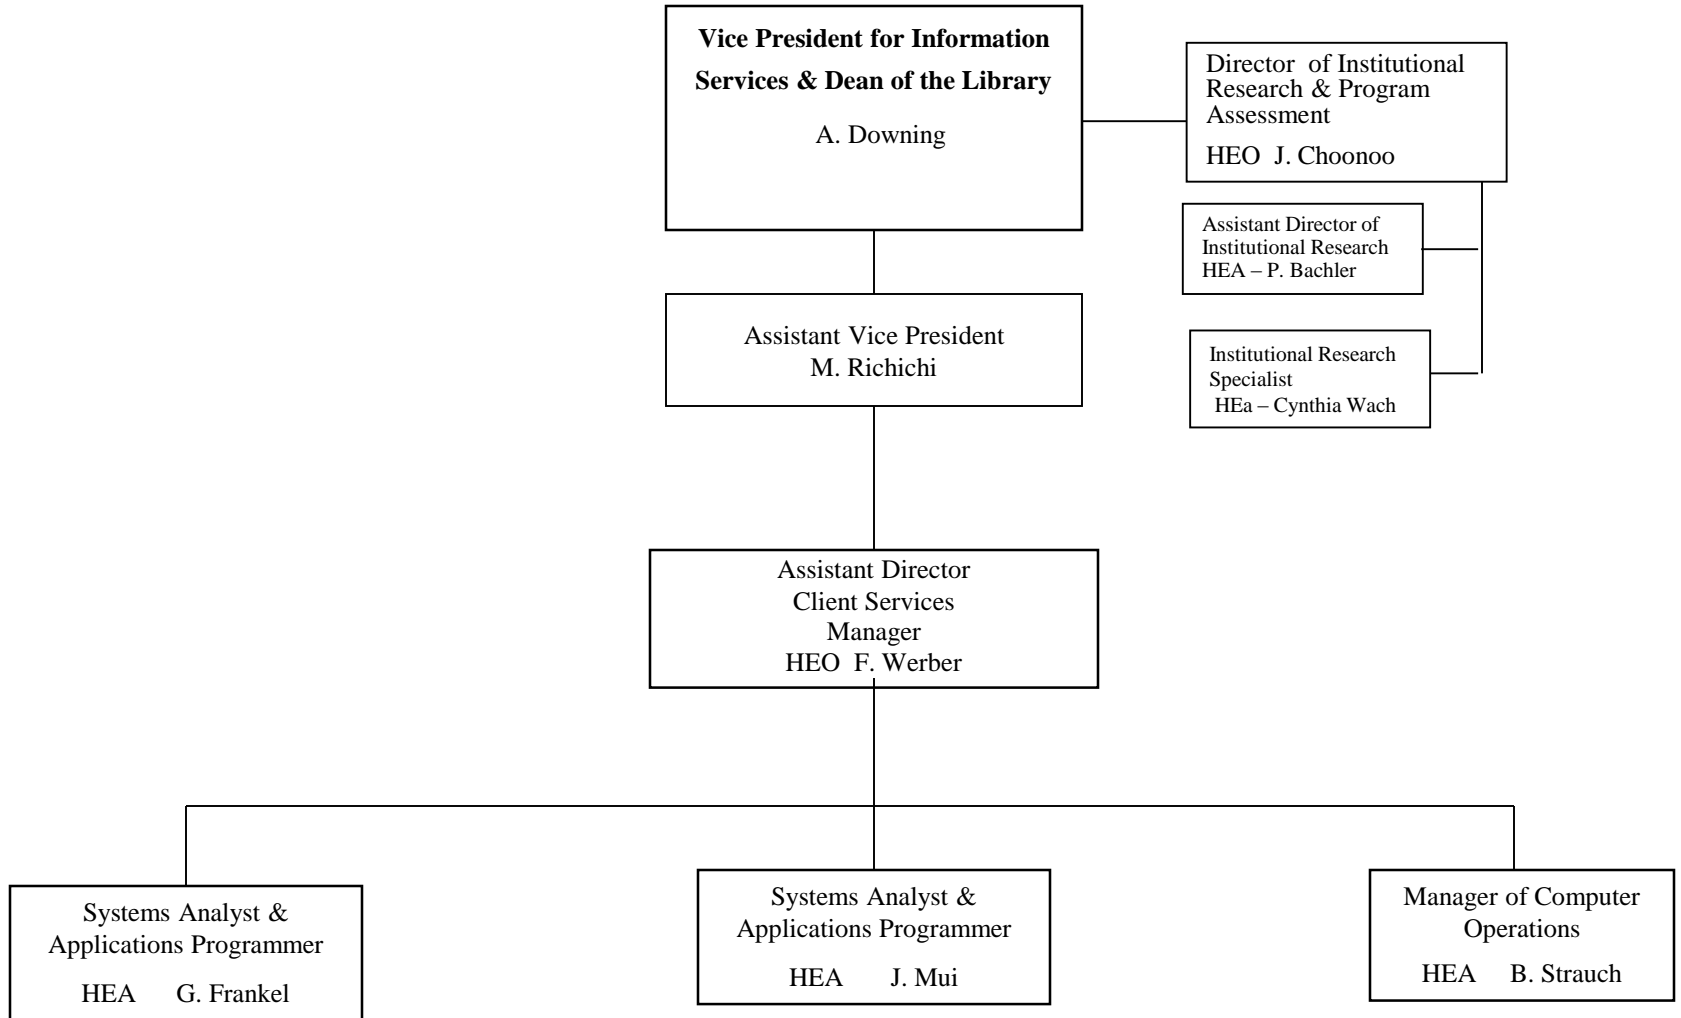 Vice President for Information
Services & Dean of the Library
A. Downing
Director of Institutional
Research & Program
Assessment
HEO J. Choonoo
Assistant Director of
Institutional Research
HEA – P. Bachler
Institutional Research
Specialist
HEa – Cynthia Wach
Assistant Vice President
M. Richichi
Assistant Director
Client Services
Manager
HEO F. Werber
Systems Analyst &
Applications Programmer
HEA G. Frankel
Systems Analyst &
Applications Programmer
HEA J. Mui
Manager of Computer
Operations
HEA B. Strauch